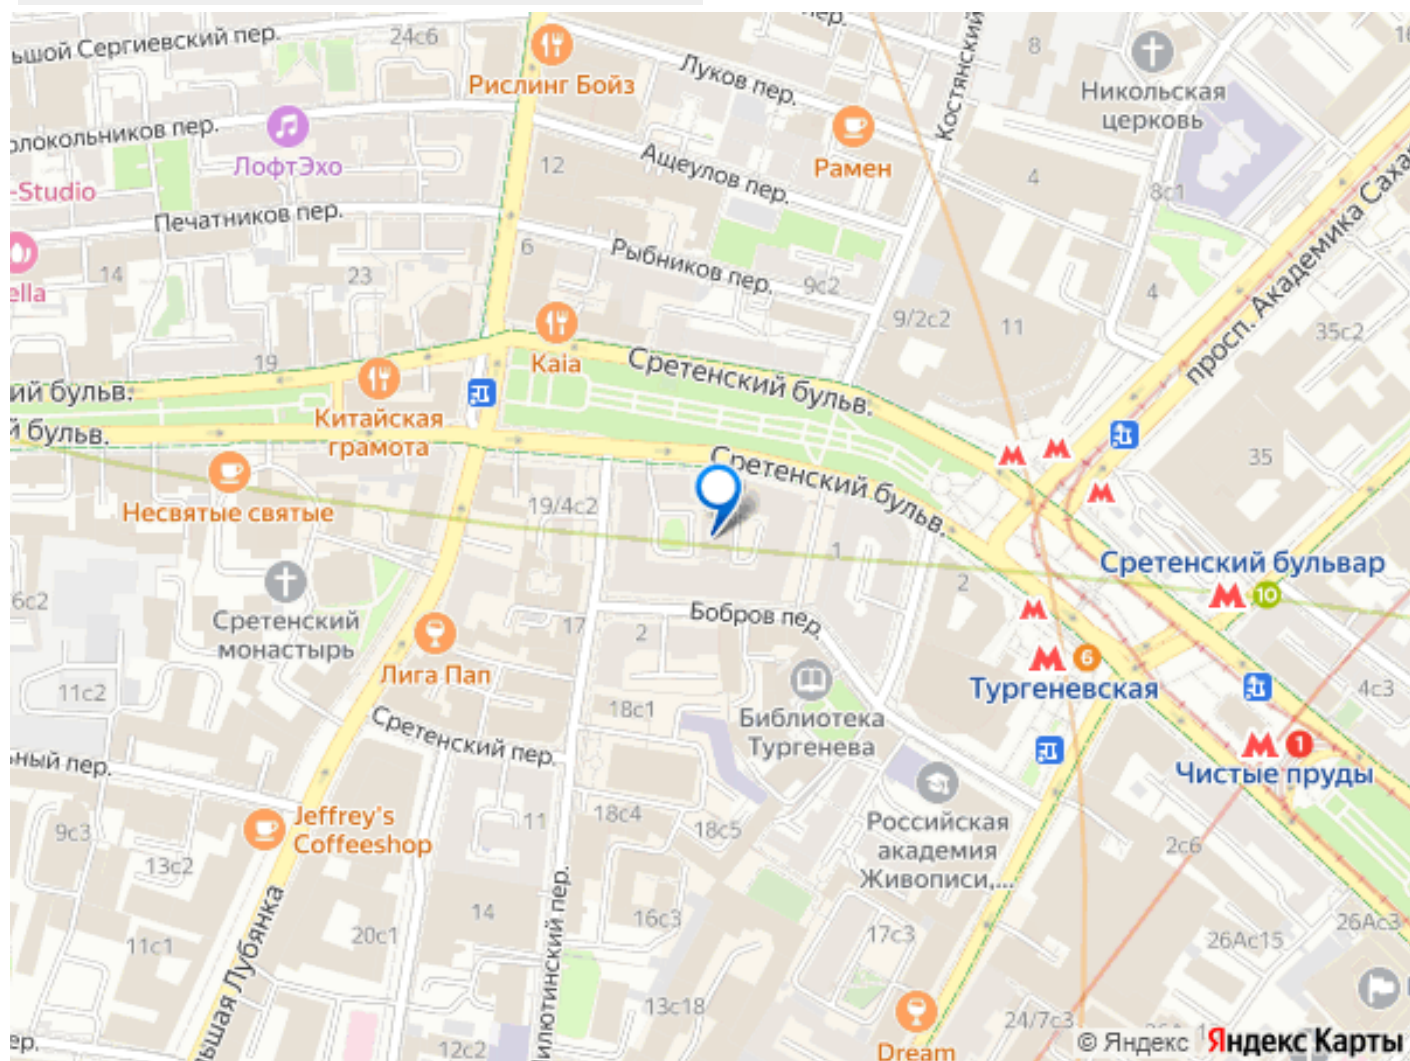 ьшой Сергиевский пер.
24с6
Рислинг Бойз
Луков пер.
Костянский
8
Никольская
церковь
16
олокольников пер.
ЛофтЭхо
12
Ащеулов пер.
Рамен
4
8с1
-Studio
Печатников пер.
6
Рыбников пер.
9с2
просп. Академика Саха
ella
14
23
9/2с2
11
4
35с2
19
Kaia
Сретенский бульв.
ий бульв.
Китайская
грамота
й бульв.
Сретенский бульв.
35
Несвятые святые
19/4с2
1
2
Сретенский бульвар
10
6с2
Сретенский
монастырь
17
2
Бобров пер.
6
Тургеневская
Лига Пап
11с2
18с1
Библиотека
Тургенева
4с3
Сретенский пер.
1
Чистые пруды
ьный пер.
Jeffrey's
Coffeeshop
9с3
13с2
11
18с4
18с5
Российская
академия
Живописи,...
2с6
14
16с3
17с3
20с1
11с1
ьшая Лубянка
илютинский пер.
26Ас15
26Ас3
13с18
24/7с3
12с2
ер.
Dream
26А
© Яндекс
Яндекс Карты